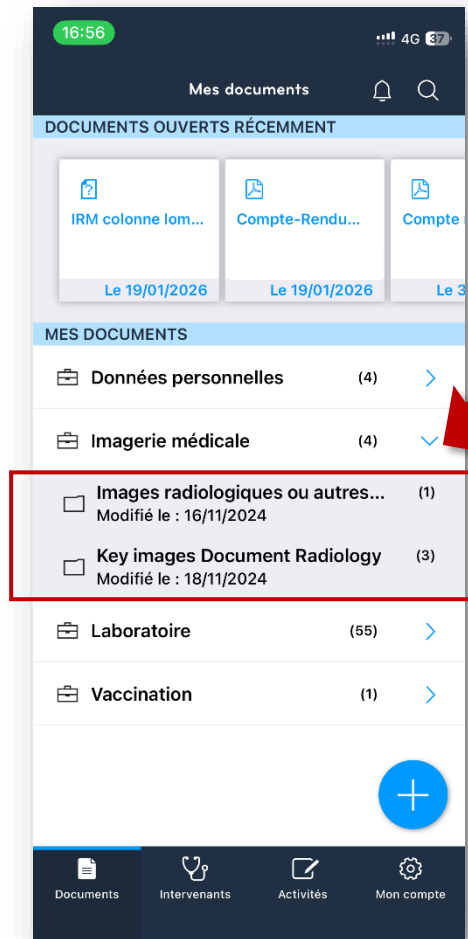 16:56 4G 37
Mes documents
DOCUMENTS OUVERTS RÉCEMMENT
IRM colonne lom... Compte-Rendu... Compte
Le 19/01/2026 Le 19/01/2026 Le 3
MES DOCUMENTS
Données personnelles (4)
Imagerie médicale (4)
Images radiologiques ou autres... (1)
Modifié le : 16/11/2024
Key images Document Radiology (3)
Modifié le : 18/11/2024
Laboratoire (55)
Vaccination (1)
Documents Intervenants Activités Mon compte